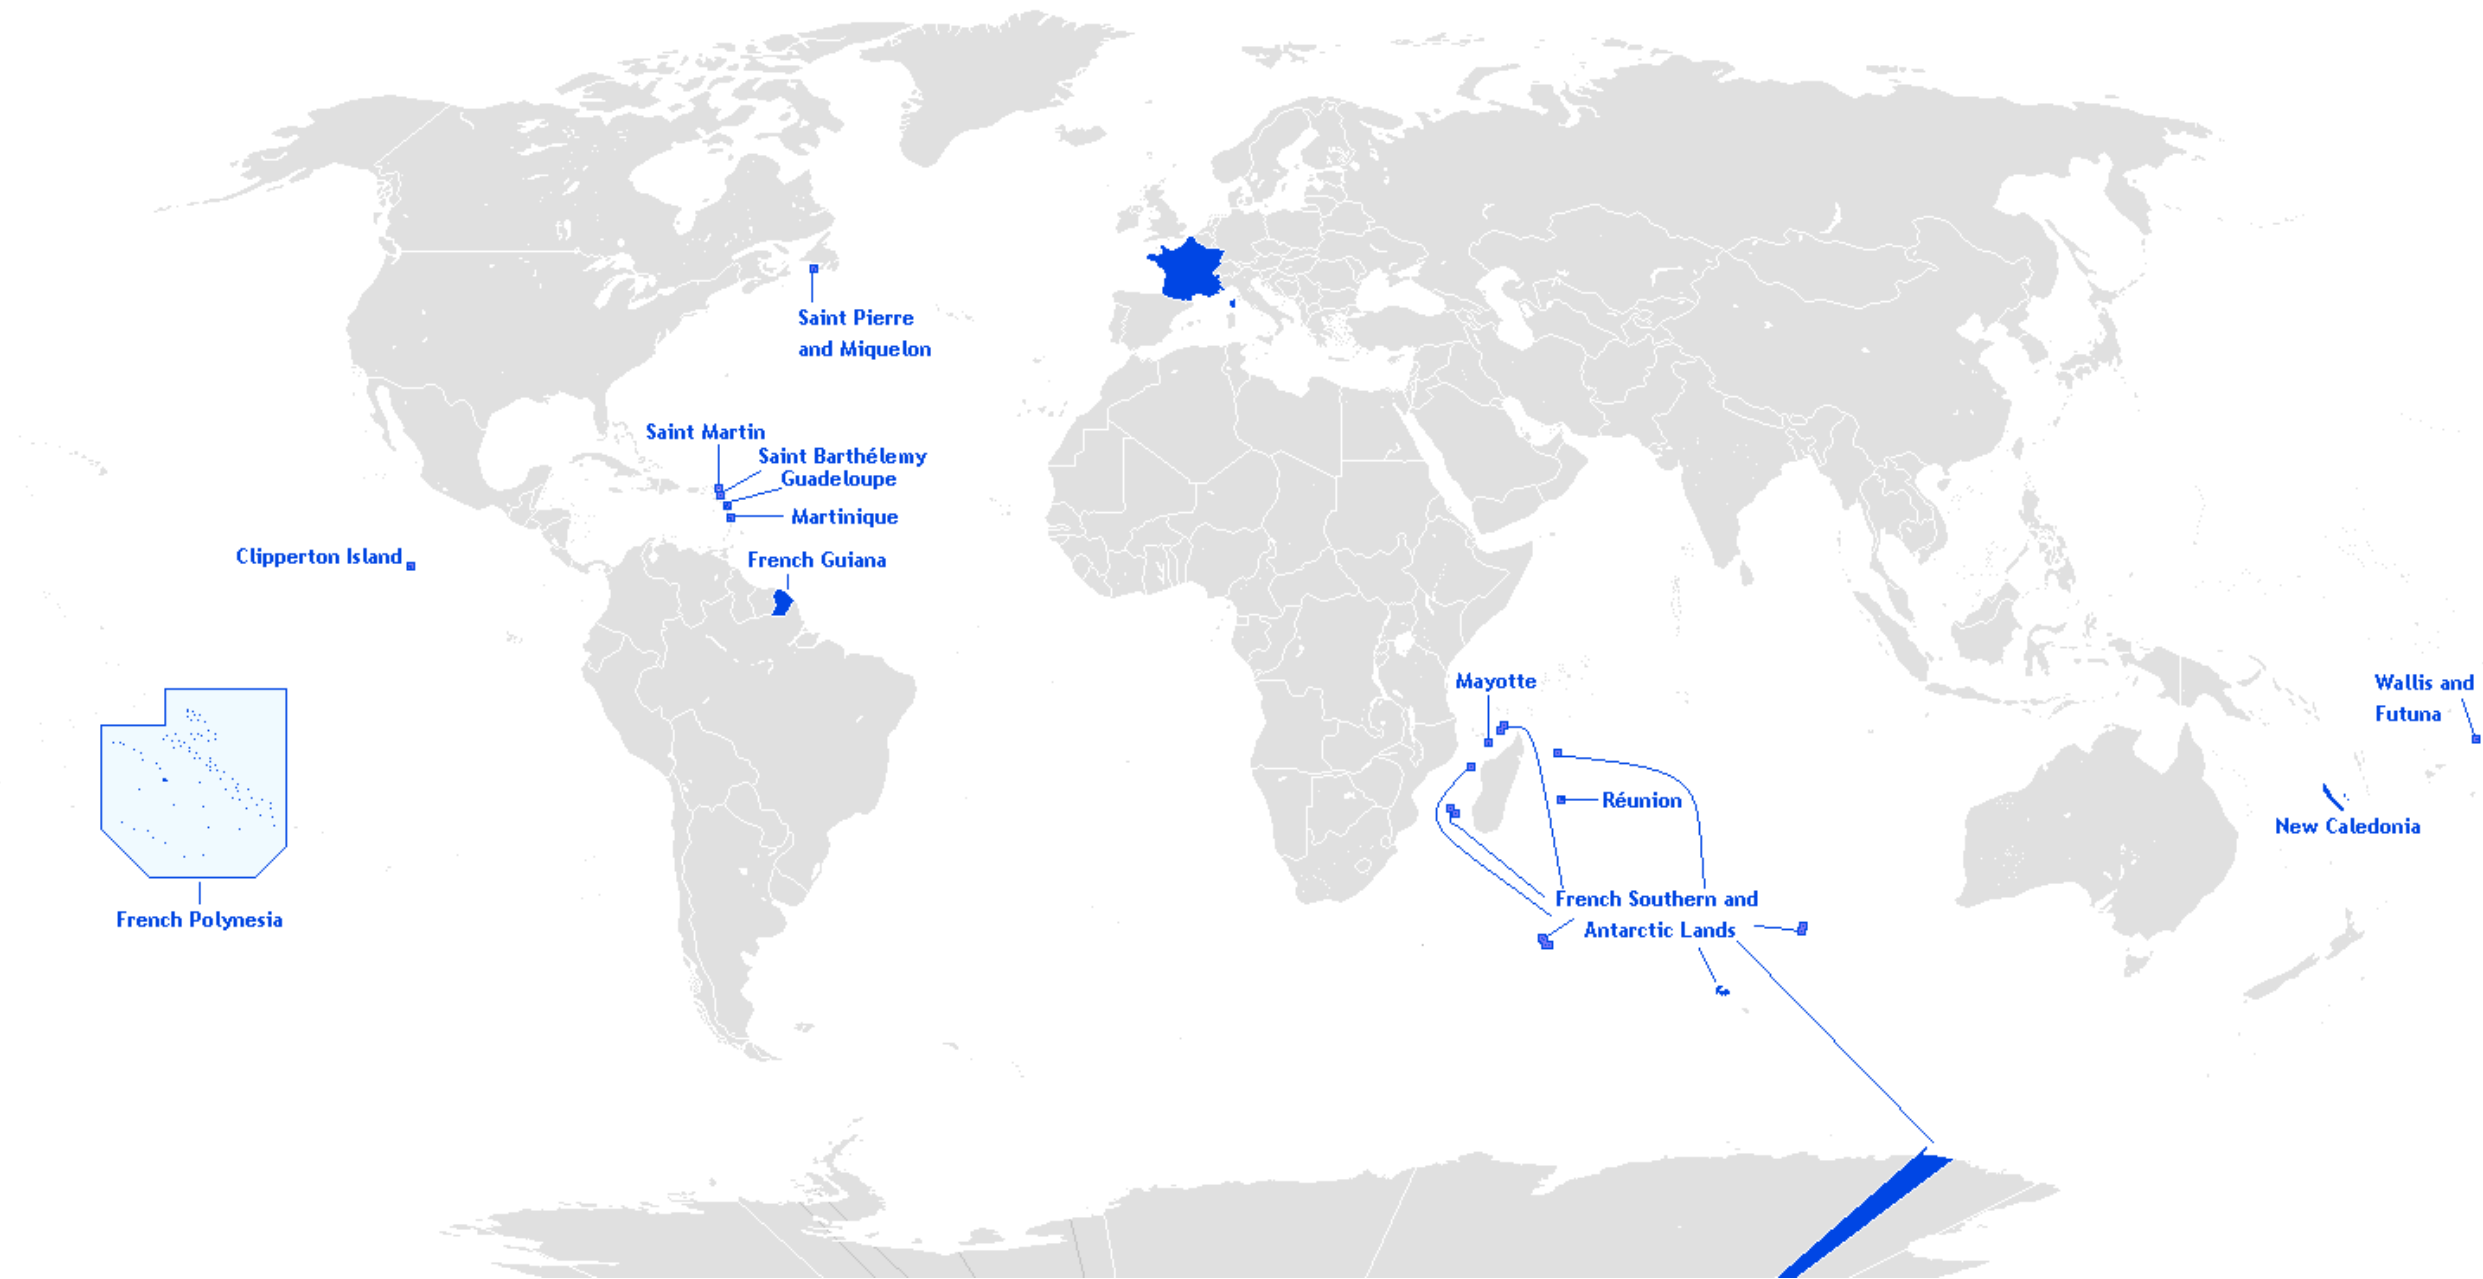 Saint Pierre
and Miquelon
Saint Martin
Saint Barthélemy
Guadeloupe
Martinique
Clipperton Island
French Guiana
Mayotte
Wallis and
Futuna
Réunion
New Caledonia
French Southern and
Antarctic Lands
French Polynesia